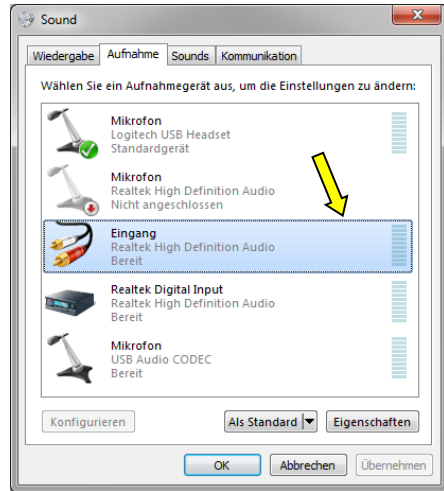 Sound
Wiedergabe Aufnahme Sounds Kommunikation
Wählen Sie ein Aufnahmegerät aus, um die Einstellungen zu ändern:
Mikrofon
Logitech USB Headset
Standardgerät
Mikrofon
Realtek High Definition Audio
Nicht angeschlossen
Eingang
Realtek High Definition Audio
Bereit
Realtek Digital Input
Realtek High Definition Audio
Bereit
Mikrofon
USB Audio CODEC
Bereit
Konfigurieren Als Standard Eigenschaften
OK Abbrechen Übernehmen